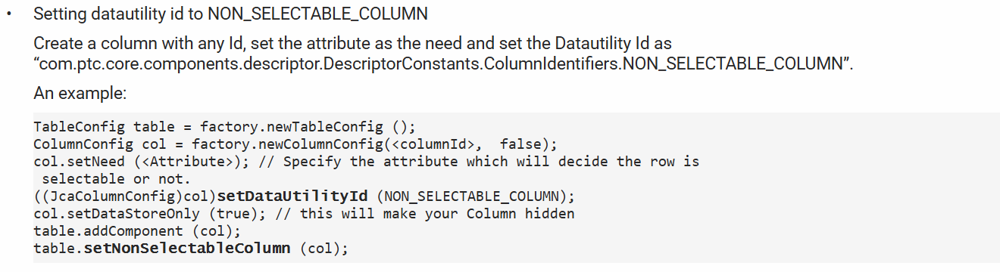 • Setting datautility id to NON_SELECTABLE_COLUMN
Create a column with any Id, set the attribute as the need and set the Datautility Id as
“com.ptc.core.components.descriptor.DescriptorConstants.ColumnIdentifiers.NON_SELECTABLE_COLUMN”.
An example:
TableConfig table = factory.newTableConfig ();
ColumnConfig col = factory.newColumnConfig(<columnId>,  false);
col.setNeed (<Attribute>); // Specify the attribute which will decide the row is
 selectable or not.
((JcaColumnConfig)col)setDataUtilityId (NON_SELECTABLE_COLUMN);
col.setDataStoreOnly (true); // this will make your Column hidden
table.addComponent (col);
table.setNonSelectableColumn (col);